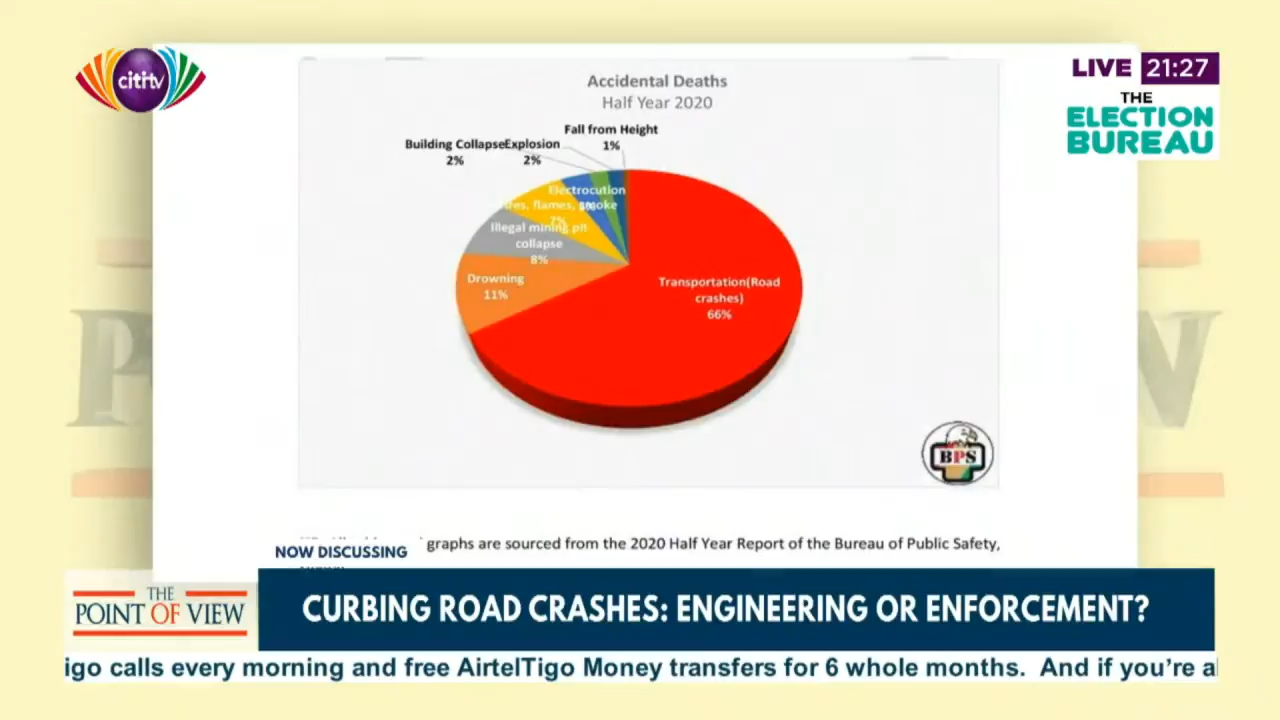 citi tv
LIVE 21:27
THE
ELECTION
BUREAU
Accidental Deaths
Half Year 2020
Fall from Height
1%
Building Collapse
2%
Explosion
2%
Electrocution
flames, smoke
7%
Illegal mining pit
collapse
8%
Drowning
11%
Transportation(Road
crashes)
66%
BPS
graphs are sourced from the 2020 Half Year Report of the Bureau of Public Safety,
NOW DISCUSSING
THE
POINT OF VIEW
CURBING ROAD CRASHES: ENGINEERING OR ENFORCEMENT?
igo calls every morning and free AirtelTigo Money transfers for 6 whole months. And if you're a